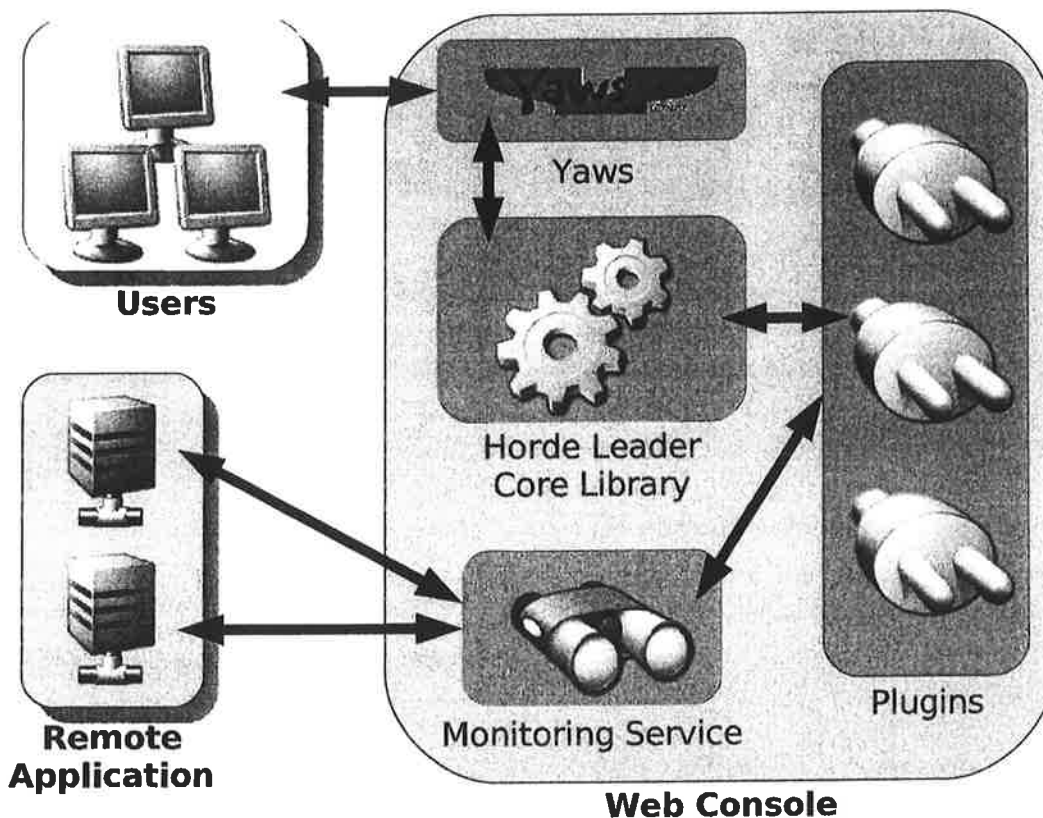 Yaws
Yaws
Users
Horde Leader
Core Library
Monitoring Service
Plugins
Remote
Application
Web Console